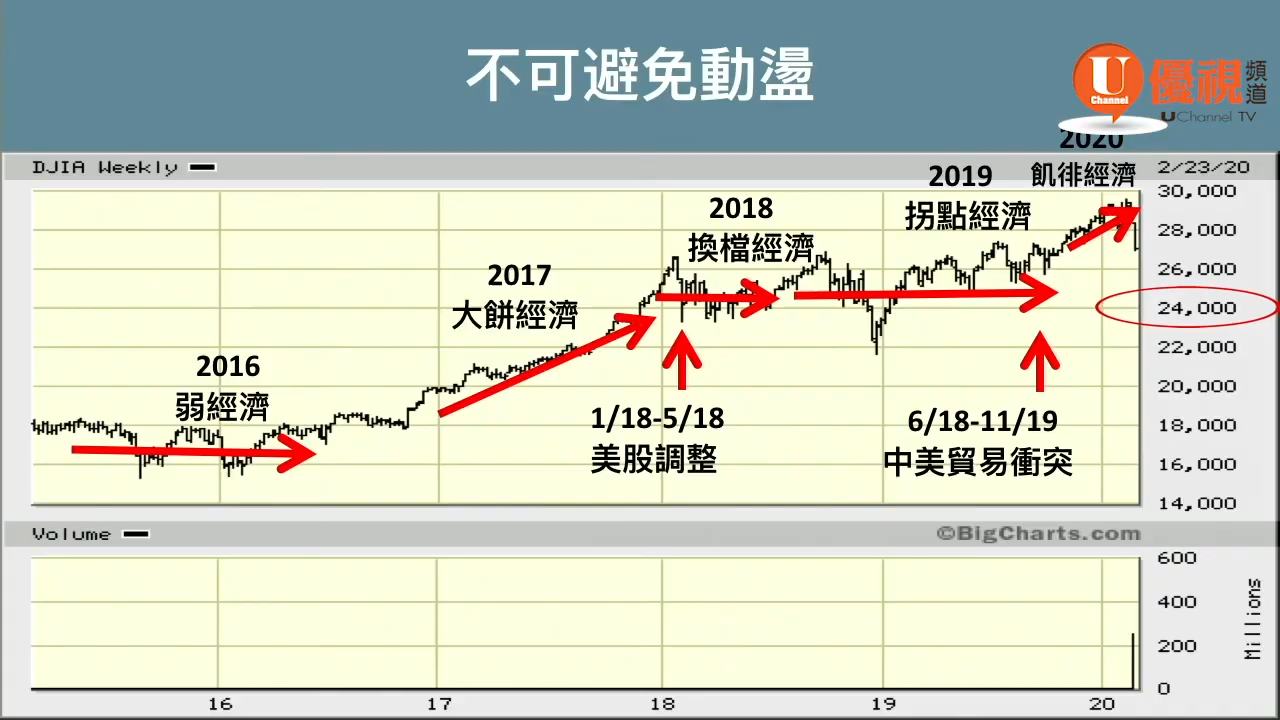 不可避免動盪
U
Channel
優視
頻道
UChannel TV
DJIA Weekly
2/23/20
2020
飢徘經濟
2019
拐點經濟
2018
換檔經濟
2017
大餅經濟
2016
弱經濟
1/18-5/18
美股調整
6/18-11/19
中美貿易衝突
30,000
28,000
26,000
24,000
22,000
20,000
18,000
16,000
14,000
Volume
©BigCharts.com
600
400
200
0
Millions
16
17
18
19
20